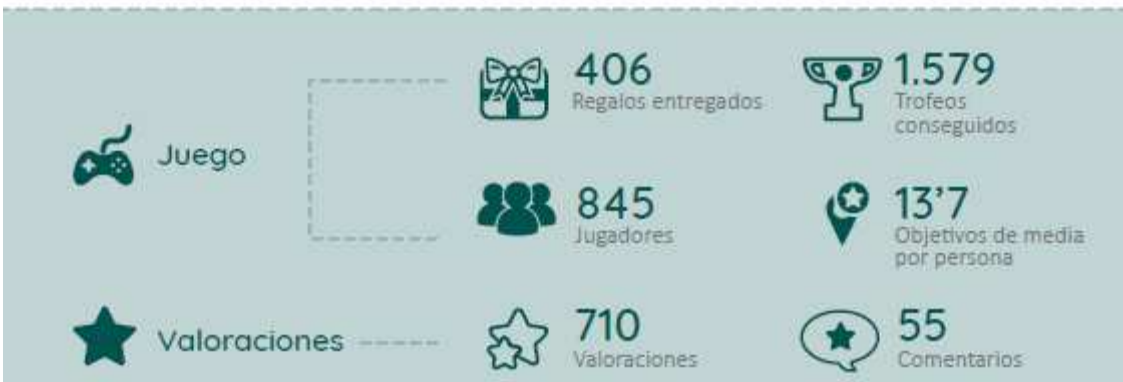 Juego
406
Regalos entregados
1.579
Trofeos
conseguidos
845
Jugadores
13'7
Objetivos de media
por persona
Valoraciones
710
Valoraciones
55
Comentarios